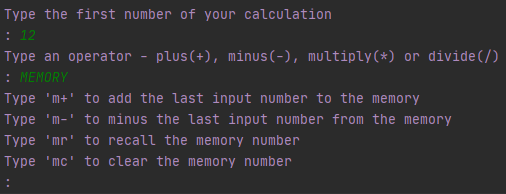 Type the first number of your calculation
: 12
Type an operator - plus(+), minus(-), multiply(*) or divide(/)
: MEMORY
Type 'm+' to add the last input number to the memory
Type 'm-' to minus the last input number from the memory
Type 'mr' to recall the memory number
Type 'mc' to clear the memory number
: